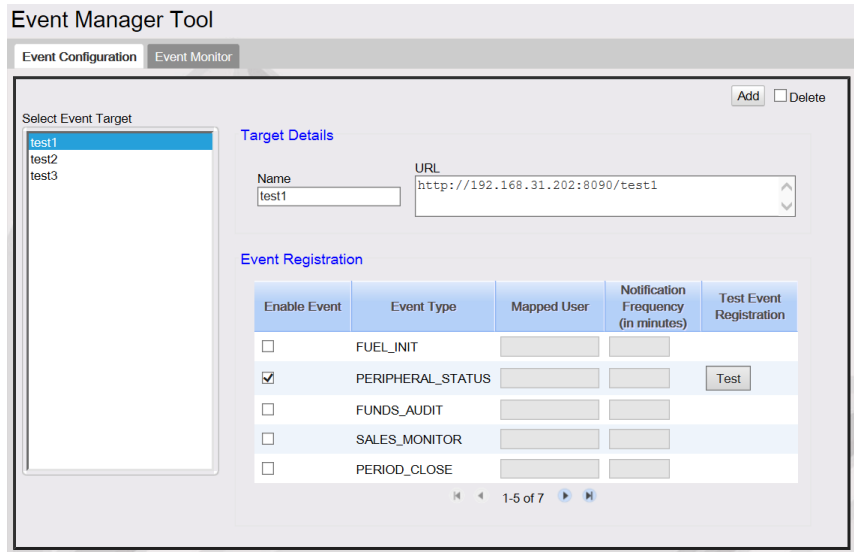 Event Manager Tool
Event Configuration Event Monitor
Add Delete
Select Event Target
test1
test2
test3
Target Details
Name
test1
URL
http://192.168.31.202:8090/test1
Event Registration
Enable Event Event Type Mapped User Notification Frequency (in minutes) Test Event Registration
FUEL_INIT
PERIPHERAL_STATUS Test
FUNDS_AUDIT
SALES_MONITOR
PERIOD_CLOSE
1-5 of 7